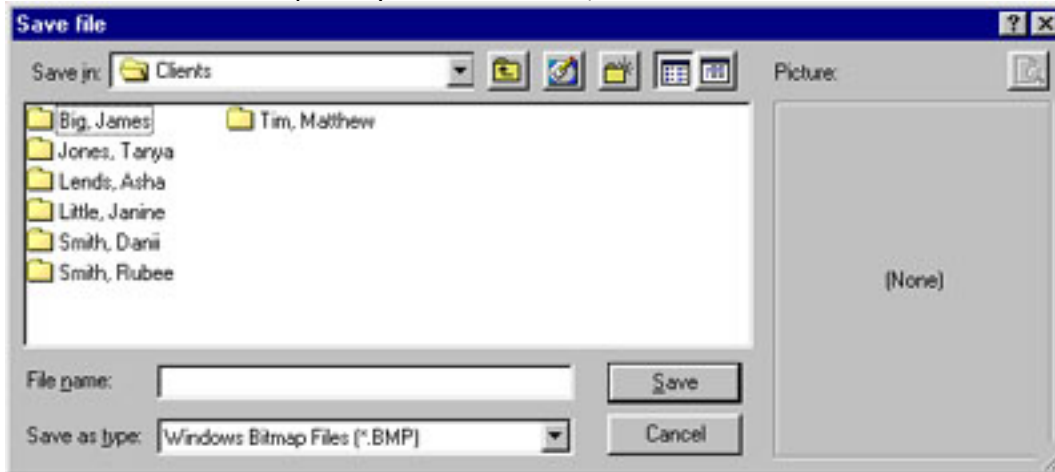 Save file
Save in: Clients
Picture:
Big, James
Jones, Tanya
Lends, Asha
Little, Janine
Smith, Danii
Smith, Rubee
Tim, Matthew
(None)
File name:
Save
Save as type: Windows Bitmap Files (*.BMP)
Cancel